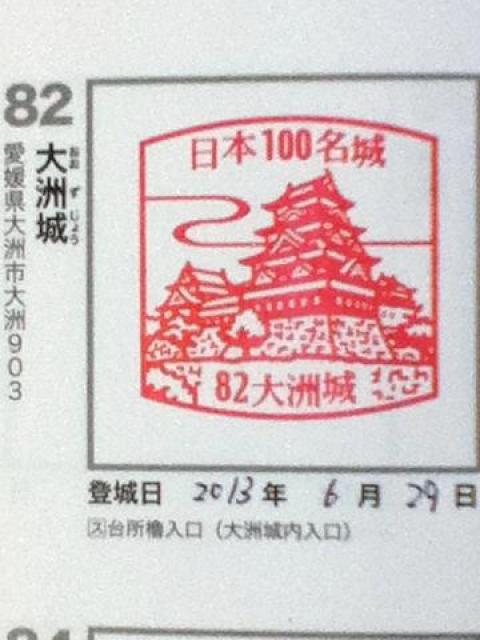 82
大洲城
おおずじょう
愛媛県大洲市大洲903
日本100名城
82大洲城
登城日 2013年 6月 29日
ス台所櫓入口（大洲城内入口）